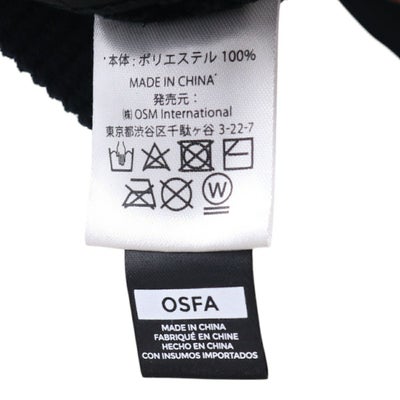 *本体:ポリエステル 100%
MADE IN CHINA*
発売元:
㈱ OSM International
東京都渋谷区千駄ヶ谷 3-22-7
W
OSFA
MADE IN CHINA
FABRIQUÉ EN CHINE
HECHO EN CHINA
CON INSUMOS IMPORTADOS